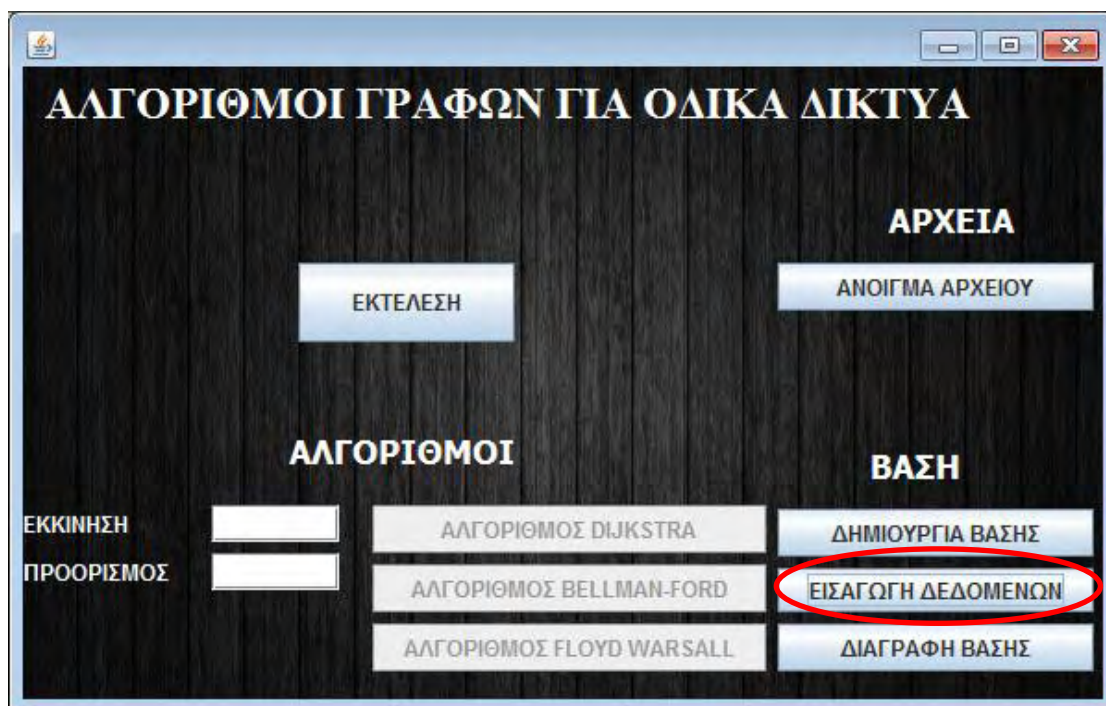 ΑΛΓΟΡΙΘΜΟΙ ΓΡΑΦΩΝ ΓΙΑ ΟΔΙΚΑ ΔΙΚΤΥΑ
ΑΡΧΕΙΑ
ΕΚΤΕΛΕΣΗ
ΑΝΟΙΓΜΑ ΑΡΧΕΙΟΥ
ΑΛΓΟΡΙΘΜΟΙ
ΒΑΣΗ
ΕΚΚΙΝΗΣΗ
ΑΛΓΟΡΙΘΜΟΣ DIJKSTRA
ΔΗΜΙΟΥΡΓΙΑ ΒΑΣΗΣ
ΠΡΟΟΡΙΣΜΟΣ
ΑΛΓΟΡΙΘΜΟΣ BELLMAN-FORD
ΕΙΣΑΓΩΓΗ ΔΕΔΟΜΕΝΩΝ
ΑΛΓΟΡΙΘΜΟΣ FLOYD WARSALL
ΔΙΑΓΡΑΦΗ ΒΑΣΗΣ